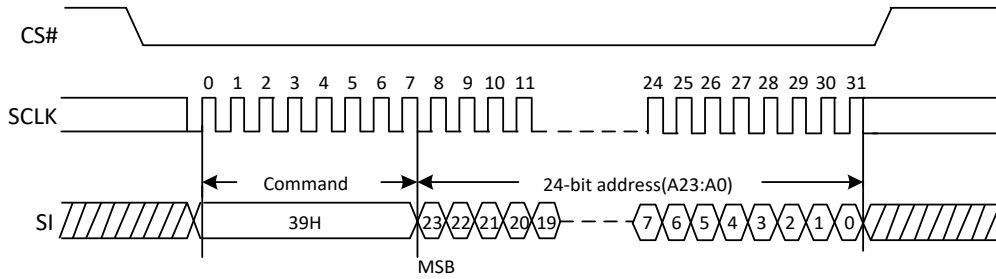 CS#
0 1 2 3 4 5 6 7 8 9 10 11 24 25 26 27 28 29 30 31
SCLK
Command 24-bit address(A23:A0)
SI 39H 23 22 21 20 19 7 6 5 4 3 2 1 0
MSB